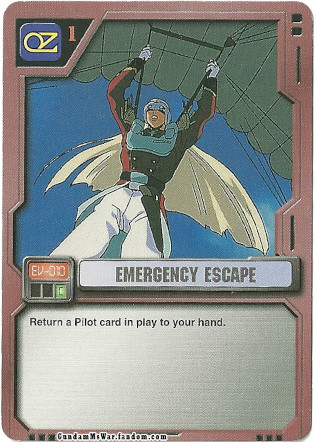 OZ 1
EMERGENCY ESCAPE
EV-010
C
Return a Pilot card in play to your hand.
GundamMsWar.fandom.com